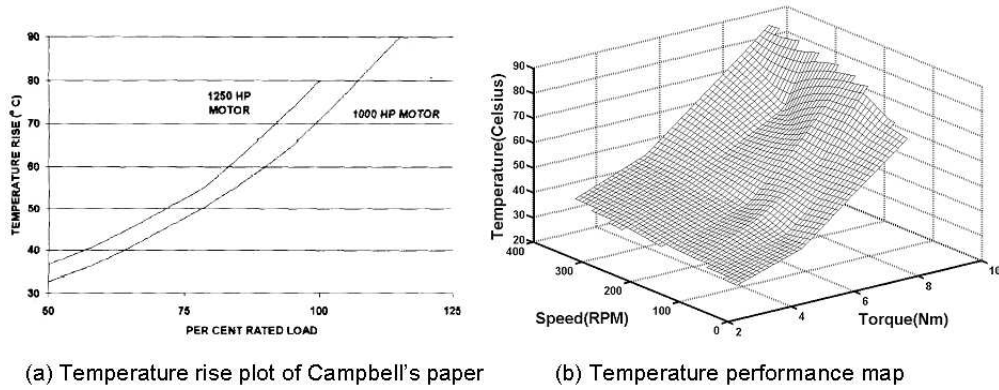 90
80
70
60
50
40
30
TEMPERATURE RISE (°C)
1250 HP
MOTOR
1000 HP MOTOR
50
75
100
125
PER CENT RATED LOAD
(a) Temperature rise plot of Campbell's paper
90
80
70
60
50
40
30
20
Temperature(Celsius)
400
300
200
100
0
Speed(RPM)
2
4
6
8
10
Torque(Nm)
(b) Temperature performance map